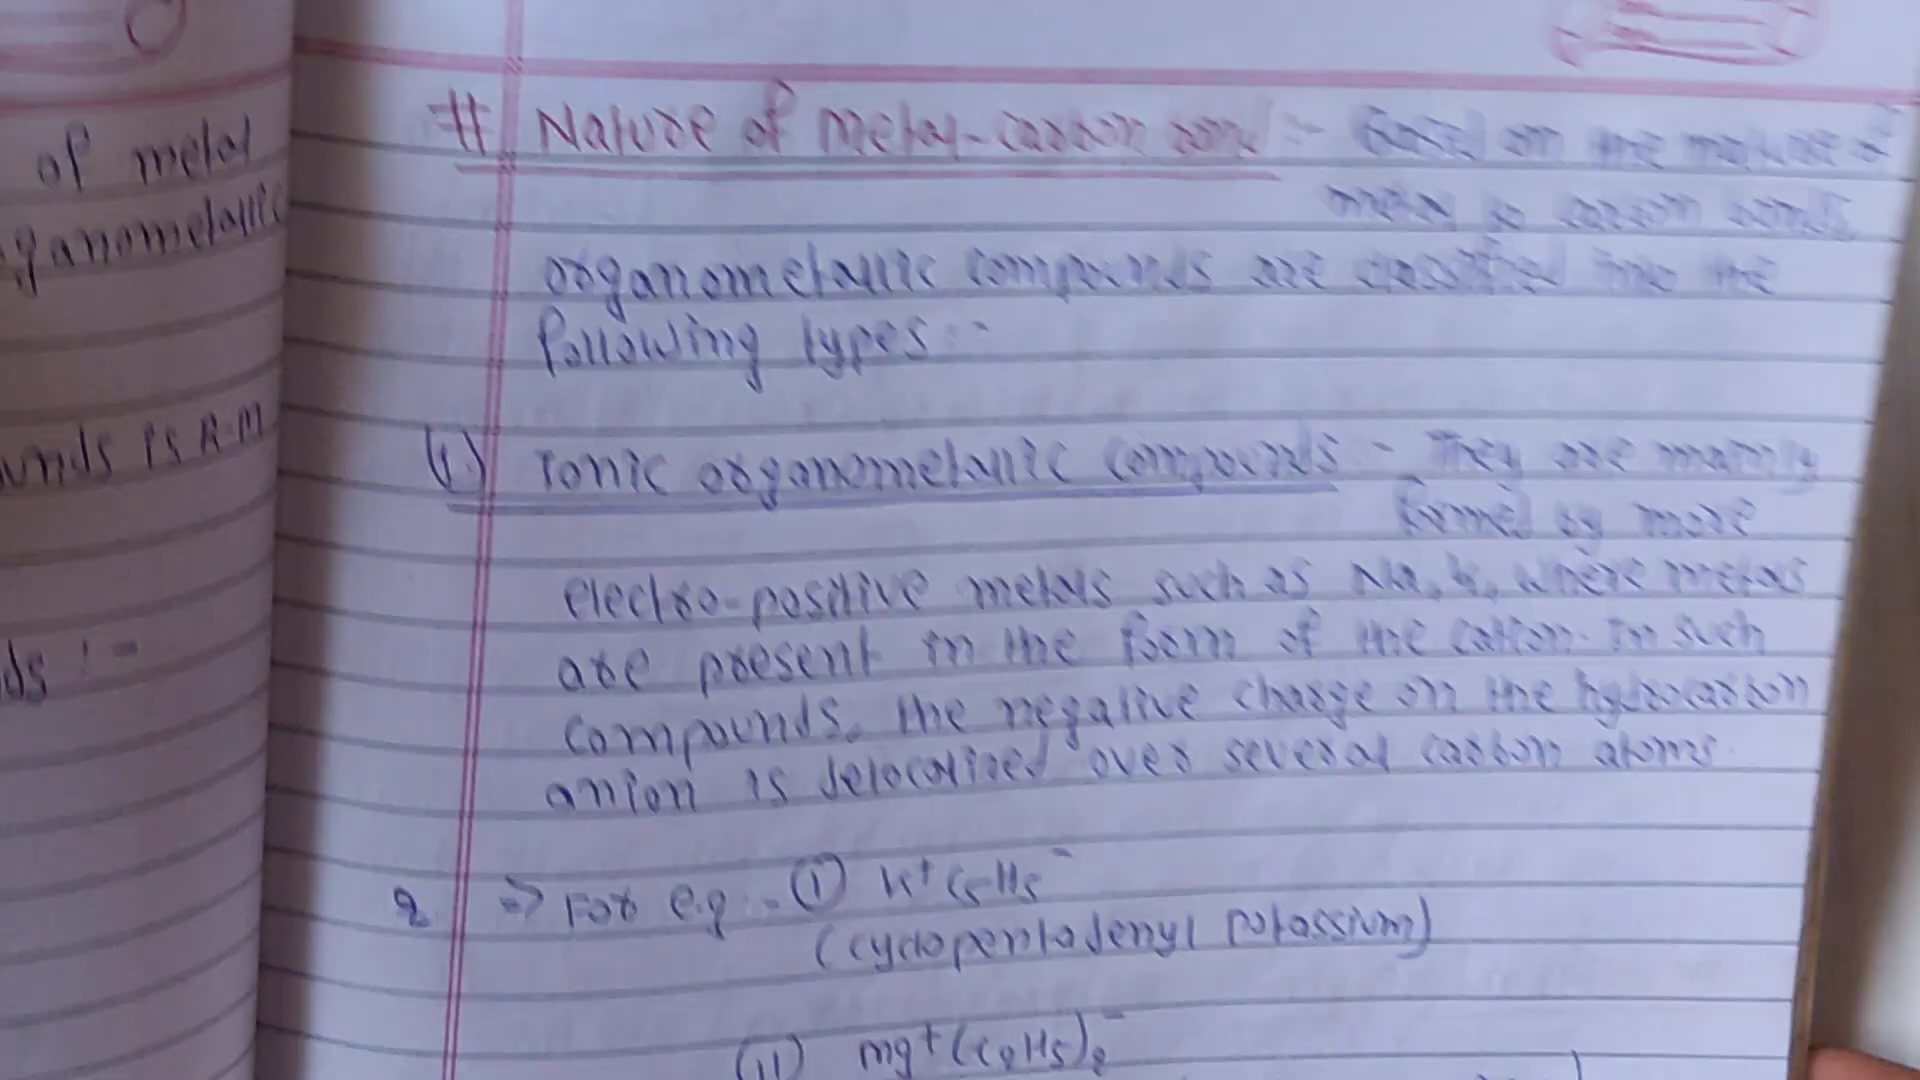 of metal
ganometallic
unds is R-M
ds :-
# Nature of Metal-carbon bond :- Based on the nature of
metal to carbon bonds,
organometallic compounds are classified into the
following types :-
(1.) Ionic organometallic compounds :- They are mainly
formed by more
electro-positive metals such as Na, K, where metals
are present in the form of the cation. In such
compounds, the negative charge on the hydrocarbon
anion is delocalized over several carbon atoms.
2 => For e.g :- (i) K+ C5H5-
(cyclopentadenyl potassium)
(ii) mg+(C2H5)2-